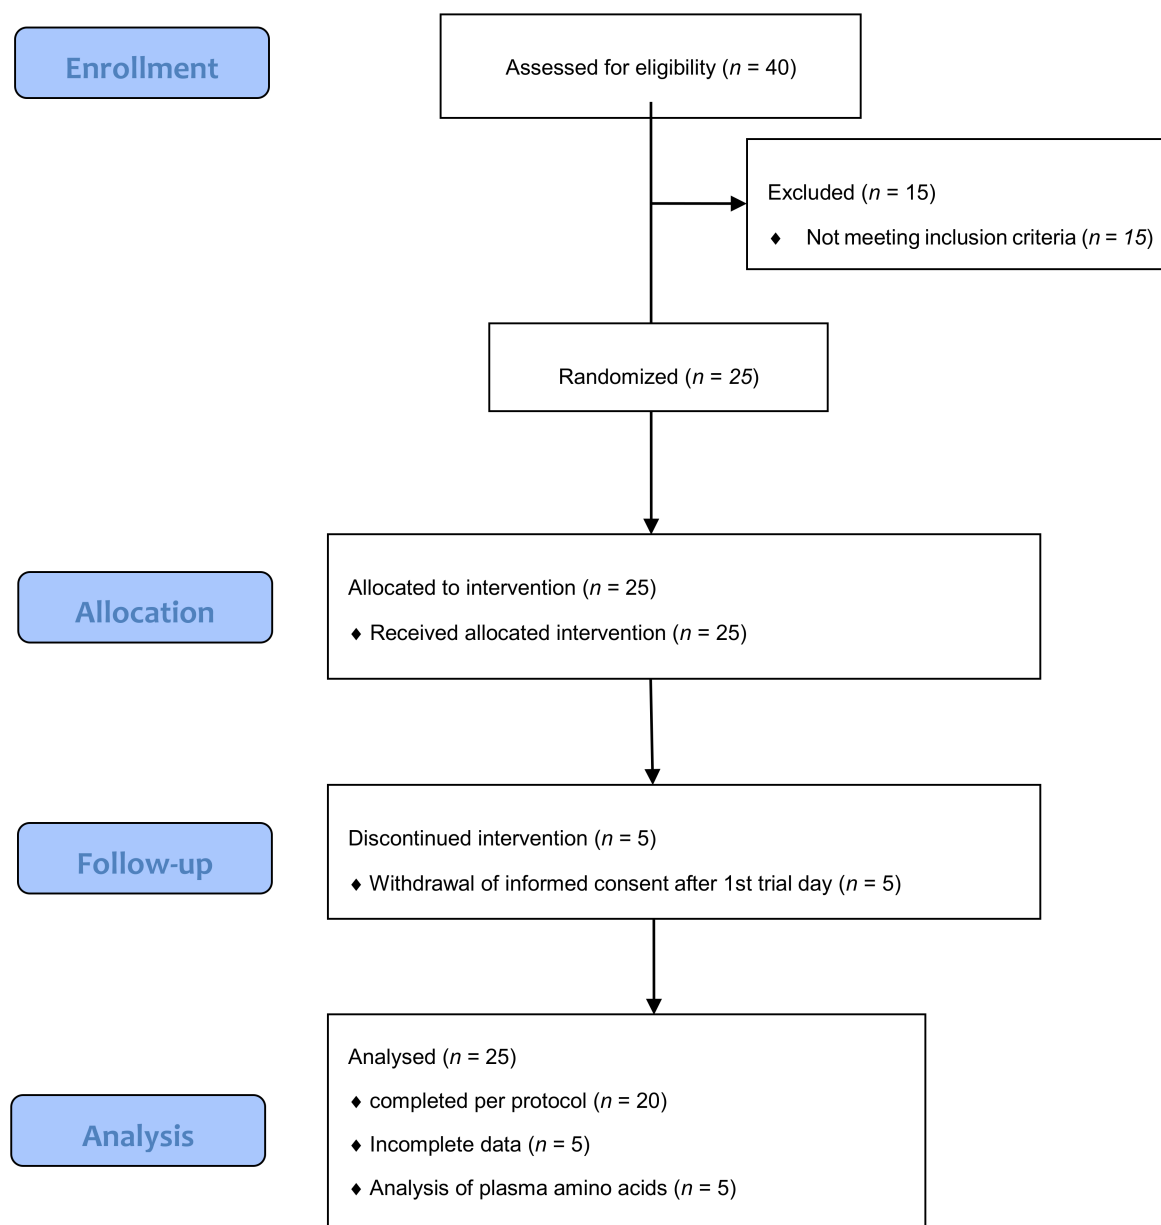 Enrollment
Assessed for eligibility (n = 40)
Excluded (n = 15)
♦ Not meeting inclusion criteria (n = 15)
Randomized (n = 25)
Allocation
Allocated to intervention (n = 25)
♦ Received allocated intervention (n = 25)
Follow-up
Discontinued intervention (n = 5)
♦ Withdrawal of informed consent after 1st trial day (n = 5)
Analysis
Analysed (n = 25)
♦ completed per protocol (n = 20)
♦ Incomplete data (n = 5)
♦ Analysis of plasma amino acids (n = 5)